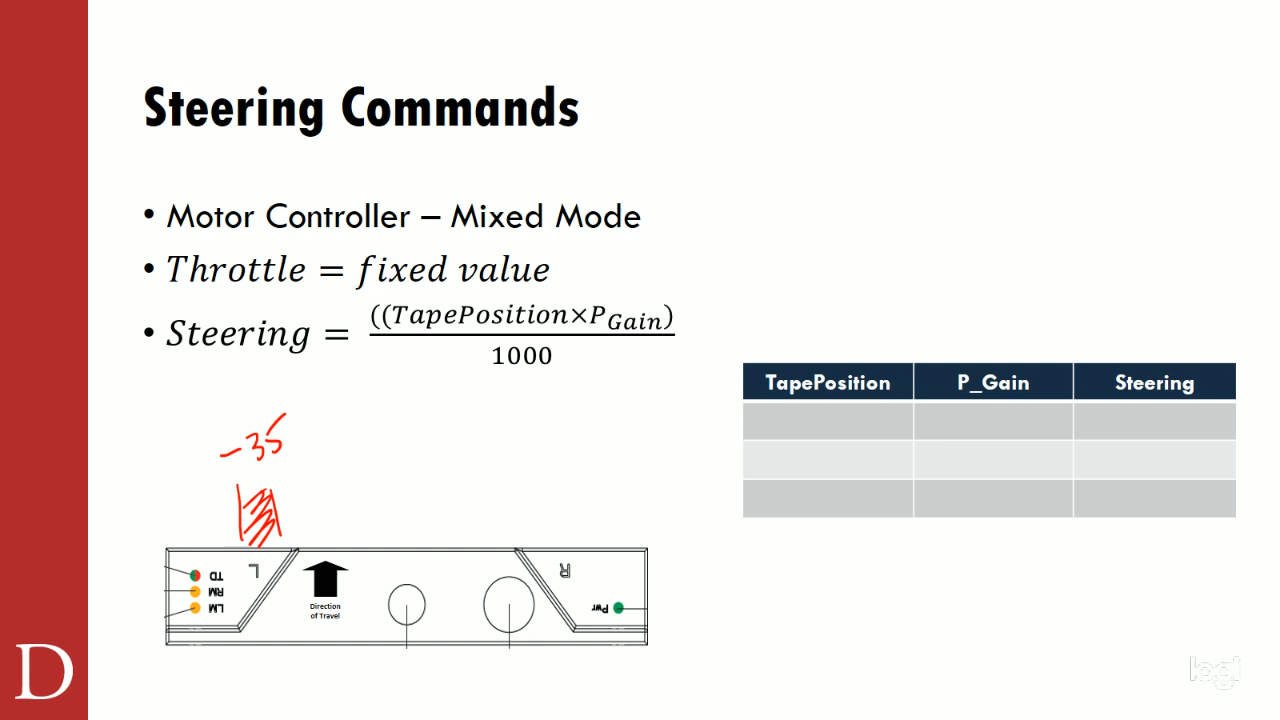 Steering Commands
• Motor Controller – Mixed Mode
• Throttle = fixed value
• Steering = ((TapePosition×P_Gain)/1000
TapePosition P_Gain Steering
-35
L
R
TD
RM
LM
Direction
of Travel
Pwr
D
logi